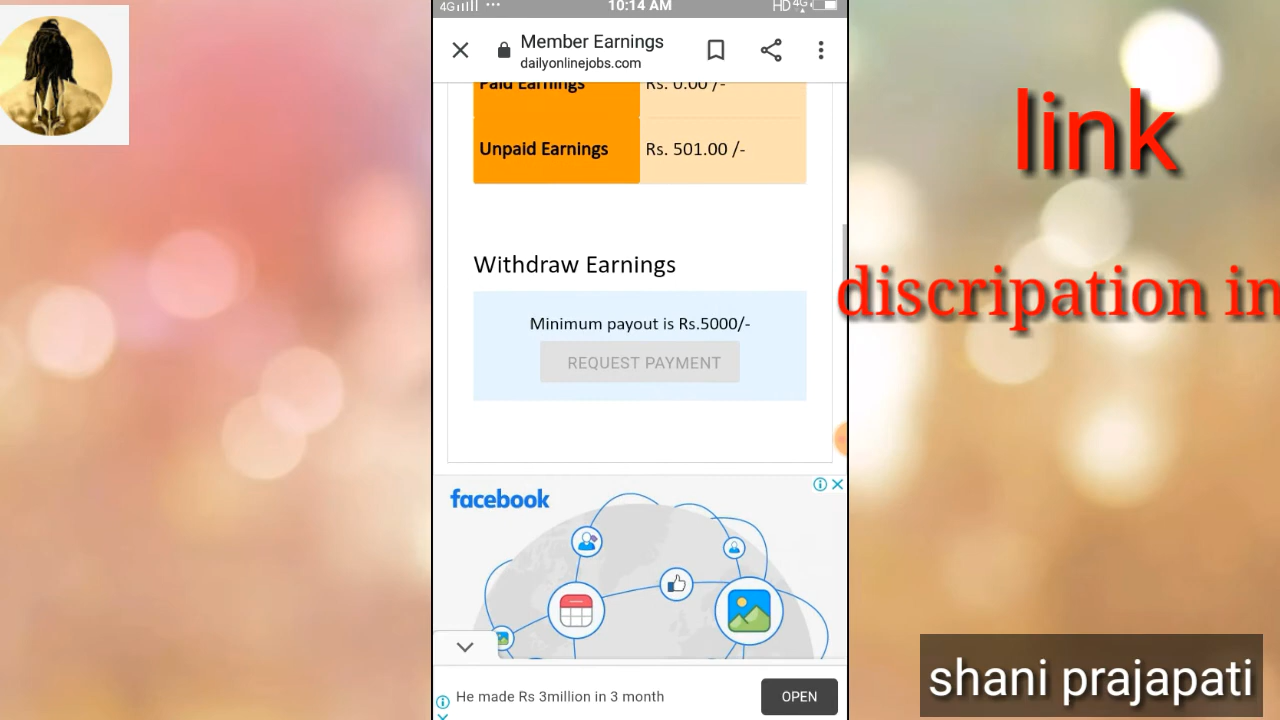 4G
10:14 AM
HD 4G
Member Earnings
dailyonlinejobs.com
Paid Earnings
Rs. 0.00 /-
Unpaid Earnings
Rs. 501.00 /-
Withdraw Earnings
Minimum payout is Rs.5000/-
REQUEST PAYMENT
facebook
He made Rs 3million in 3 month
OPEN
link
discripation in
shani prajapati